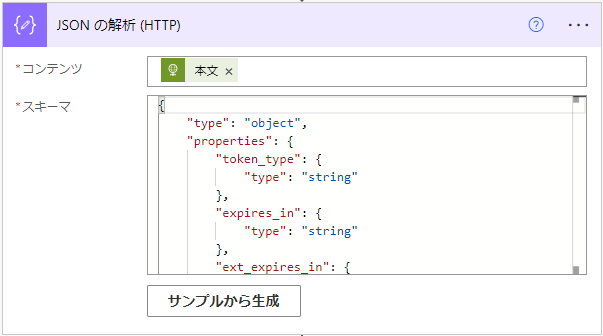 JSON の解析 (HTTP)
*コンテンツ
本文 ×
*スキーマ
{
"type": "object",
"properties": {
"token_type": {
"type": "string"
},
"expires_in": {
"type": "string"
},
"ext_expires_in": {
サンプルから生成